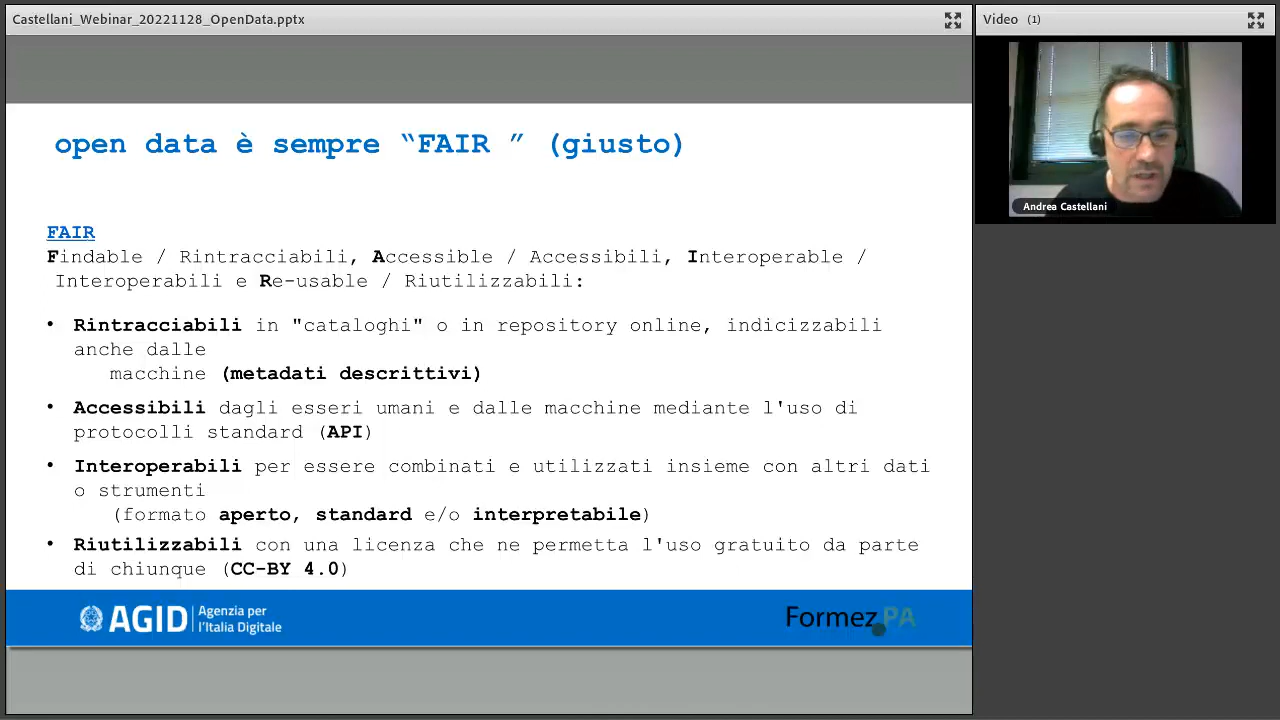 Castellani_Webinar_20221128_OpenData.pptx
Video (1)
Andrea Castellani
open data è sempre “FAIR ” (giusto)
FAIR
Findable / Rintracciabili, Accessible / Accessibili, Interoperable /
Interoperabili e Re-usable / Riutilizzabili:
• Rintracciabili in "cataloghi" o in repository online, indicizzabili
anche dalle
macchine (metadati descrittivi)
• Accessibili dagli esseri umani e dalle macchine mediante l'uso di
protocolli standard (API)
• Interoperabili per essere combinati e utilizzati insieme con altri dati
o strumenti
(formato aperto, standard e/o interpretabile)
• Riutilizzabili con una licenza che ne permetta l'uso gratuito da parte
di chiunque (CC-BY 4.0)
AGID Agenzia per
l'Italia Digitale
Formez PA